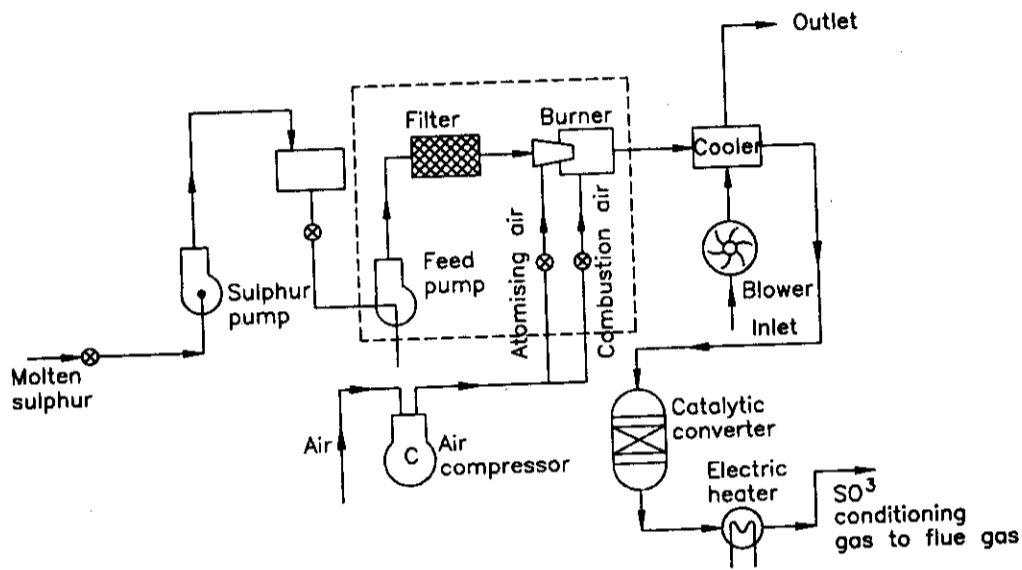 Outlet
Filter
Burner
Cooler
Atomising air
Combustion air
Feed
pump
Sulphur
pump
Blower
Inlet
Molten
sulphur
Air
C
Air
compressor
Catalytic
converter
Electric
heater
SO³
conditioning
gas to flue gas